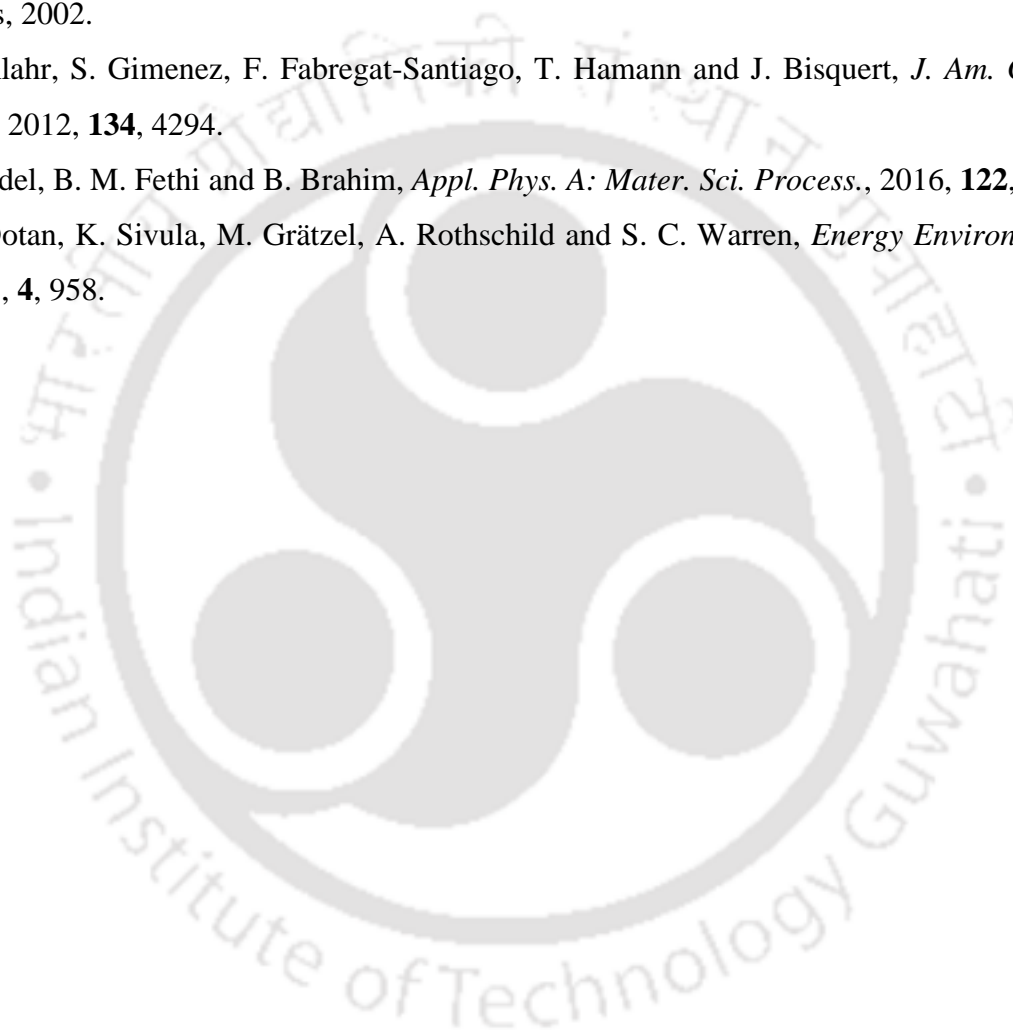 s, 2002.
lahr, S. Gimenez, F. Fabregat-Santiago, T. Hamann and J. Bisquert, J. Am.
2012, 134, 4294.
del, B. M. Fethi and B. Brahim, Appl. Phys. A: Mater. Sci. Process., 2016, 122,
Dotan, K. Sivula, M. Grätzel, A. Rothschild and S. C. Warren, Energy Environ
, 4, 958.
Indian Institute of Technology Guwahati